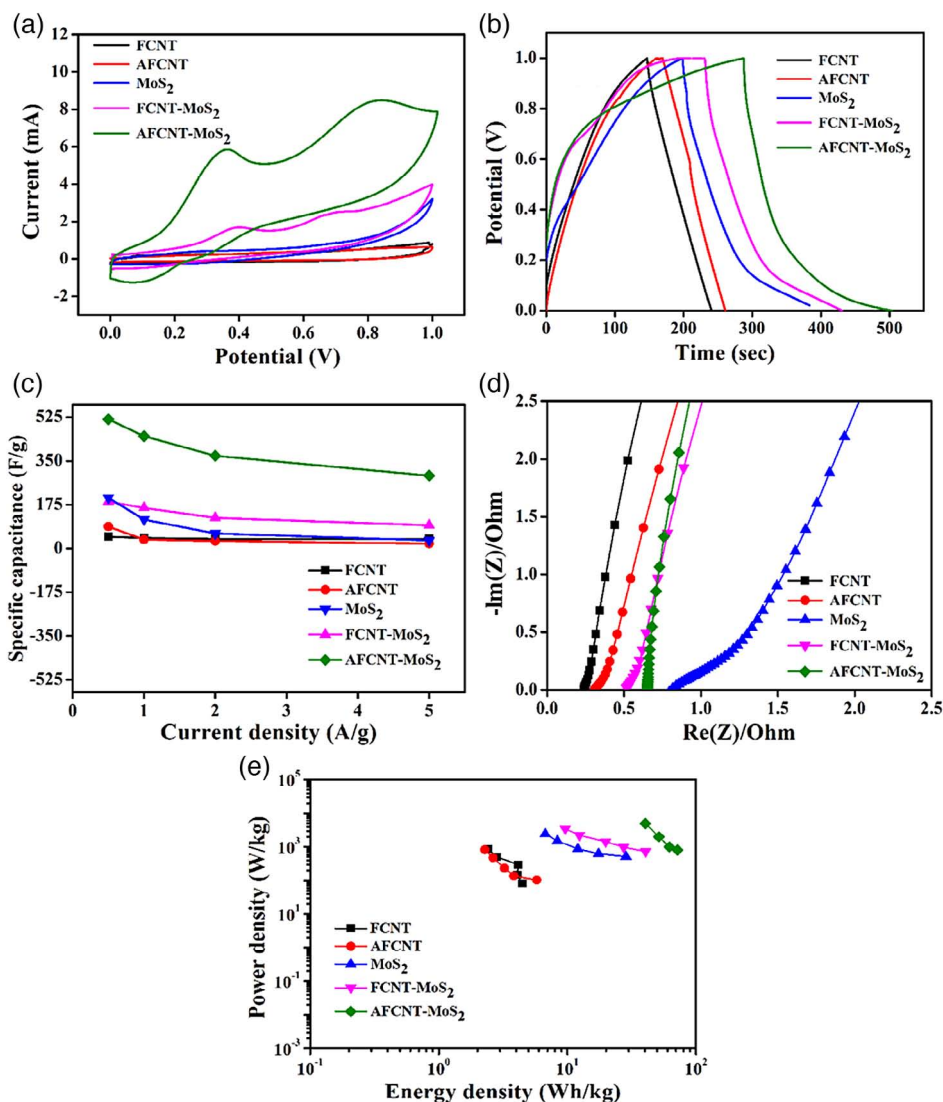 (a)
12
10
8
6
4
2
0
-2
Current (mA)
FCNT
AFCNT
MoS2
FCNT-MoS2
AFCNT-MoS2
0.0 0.2 0.4 0.6 0.8 1.0
Potential (V)
(b)
1.0
0.8
0.6
0.4
0.2
0.0
Potential (V)
FCNT
AFCNT
MoS2
FCNT-MoS2
AFCNT-MoS2
0 100 200 300 400 500
Time (sec)
(c)
525
350
175
0
-175
-350
-525
Specific capacitance (F/g)
FCNT
AFCNT
MoS2
FCNT-MoS2
AFCNT-MoS2
0 1 2 3 4 5
Current density (A/g)
(d)
2.5
2.0
1.5
1.0
0.5
0.0
-Im(Z)/Ohm
FCNT
AFCNT
MoS2
FCNT-MoS2
AFCNT-MoS2
0.0 0.5 1.0 1.5 2.0 2.5
Re(Z)/Ohm
(e)
10^5
10^3
10^1
10^-1
10^-3
Power density (W/kg)
FCNT
AFCNT
MoS2
FCNT-MoS2
AFCNT-MoS2
10^-1 10^0 10^1 10^2
Energy density (Wh/kg)